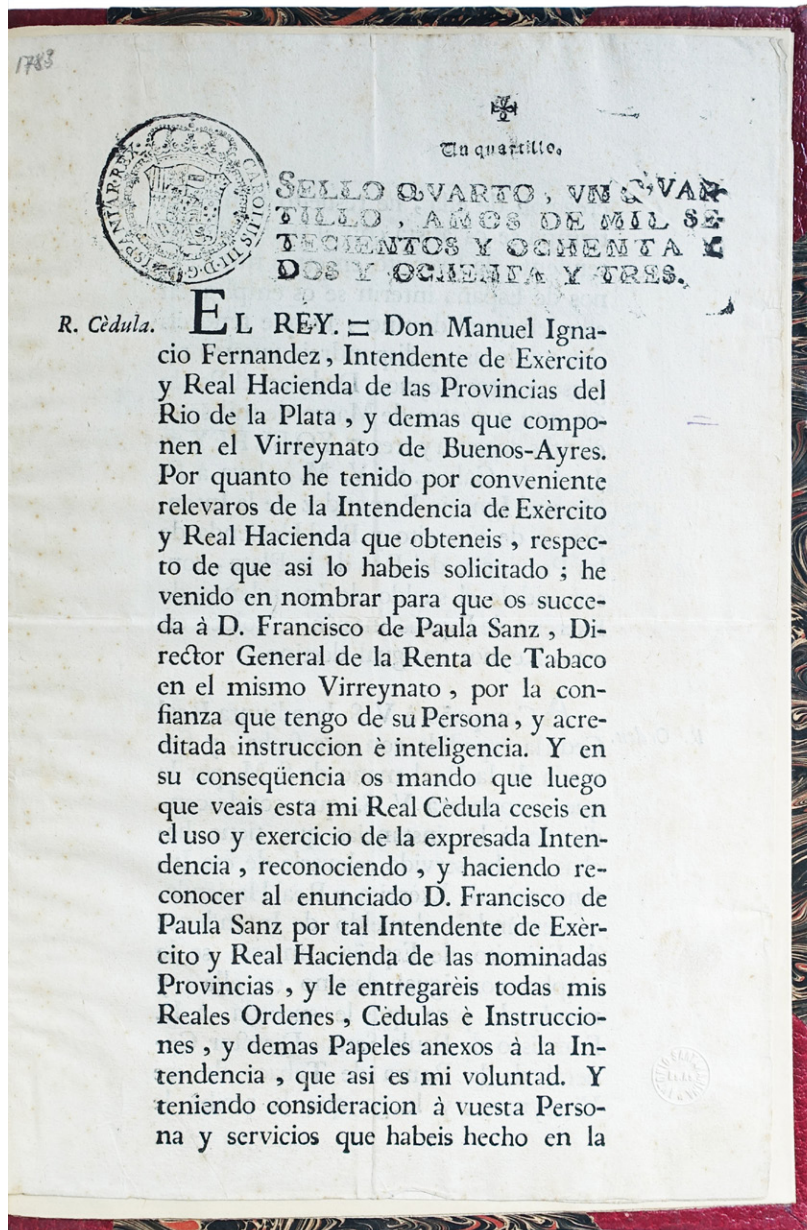 1783
Un quartillo.
CAROLUS III D.G. HISPANIAR. REX.
SELLO QVARTO, VN QVAR-
TILLO, AÑOS DE MIL SE-
TECIENTOS Y OCHENTA Y
DOS Y OCHENTA Y TRES.
R. Cèdula.
EL REY. = Don Manuel Igna-
cio Fernandez, Intendente de Exèrcito
y Real Hacienda de las Provincias del
Rio de la Plata, y demas que compo-
nen el Virreynato de Buenos-Ayres.
Por quanto he tenido por conveniente
relevaros de la Intendencia de Exèrcito
y Real Hacienda que obteneis, respec-
to de que asi lo habeis solicitado; he
venido en nombrar para que os succe-
da à D. Francisco de Paula Sanz, Di-
rector General de la Renta de Tabaco
en el mismo Virreynato, por la con-
fianza que tengo de su Persona, y acre-
ditada instruccion è inteligencia. Y en
su conseqüencia os mando que luego
que veais esta mi Real Cèdula ceseis en
el uso y exercicio de la expresada Inten-
dencia, reconociendo, y haciendo re-
conocer al enunciado D. Francisco de
Paula Sanz por tal Intendente de Exèr-
cito y Real Hacienda de las nominadas
Provincias, y le entregarèis todas mis
Reales Ordenes, Cèdulas è Instruccio-
nes, y demas Papeles anexos à la In-
tendencia, que asi es mi voluntad. Y
teniendo consideracion à vuesta Perso-
na y servicios que habeis hecho en la